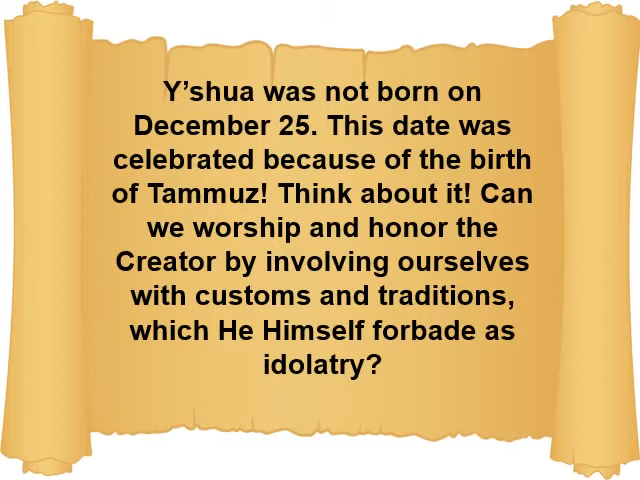 Y’shua was not born on
December 25. This date was
celebrated because of the birth
of Tammuz! Think about it! Can
we worship and honor the
Creator by involving ourselves
with customs and traditions,
which He Himself forbade as
idolatry?